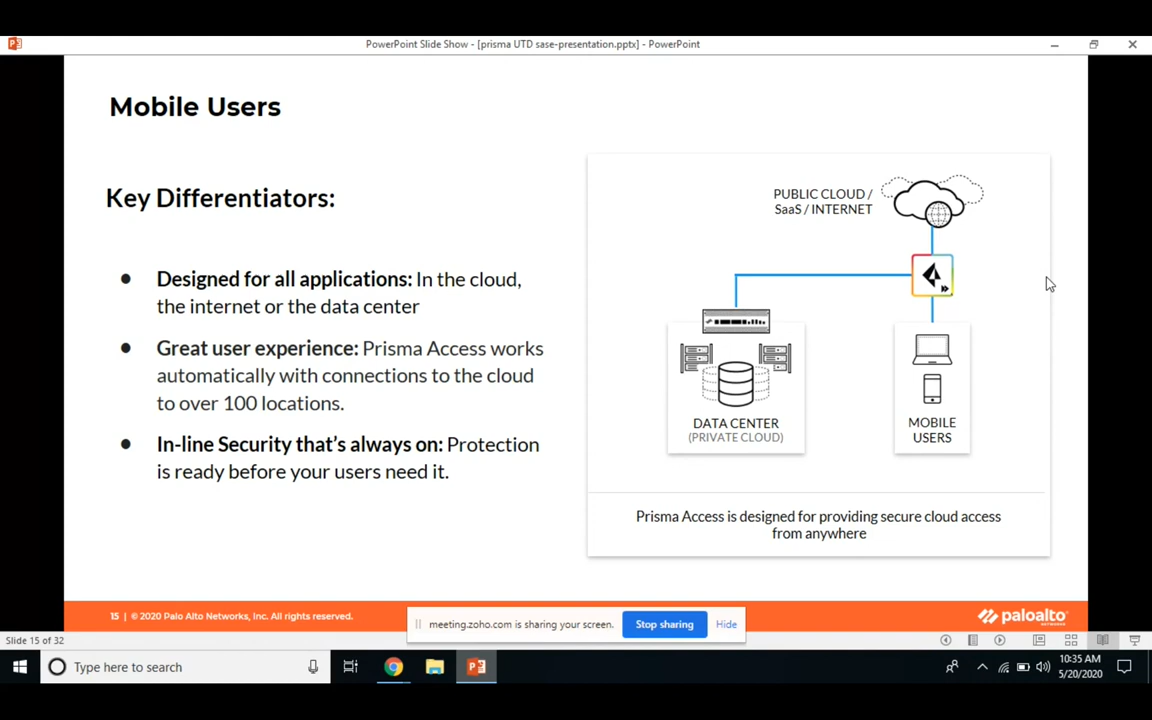 PowerPoint Slide Show - [prisma UTD sase-presentation.pptx] - PowerPoint
Mobile Users
Key Differentiators:
● Designed for all applications: In the cloud,
the internet or the data center
● Great user experience: Prisma Access works
automatically with connections to the cloud
to over 100 locations.
● In-line Security that's always on: Protection
is ready before your users need it.
PUBLIC CLOUD /
SaaS / INTERNET
DATA CENTER
(PRIVATE CLOUD)
MOBILE
USERS
Prisma Access is designed for providing secure cloud access
from anywhere
15 | © 2020 Palo Alto Networks, Inc. All rights reserved.
paloalto
NETWORKS
meeting.zoho.com is sharing your screen.
Stop sharing
Hide
Slide 15 of 32
Type here to search
10:35 AM
5/20/2020